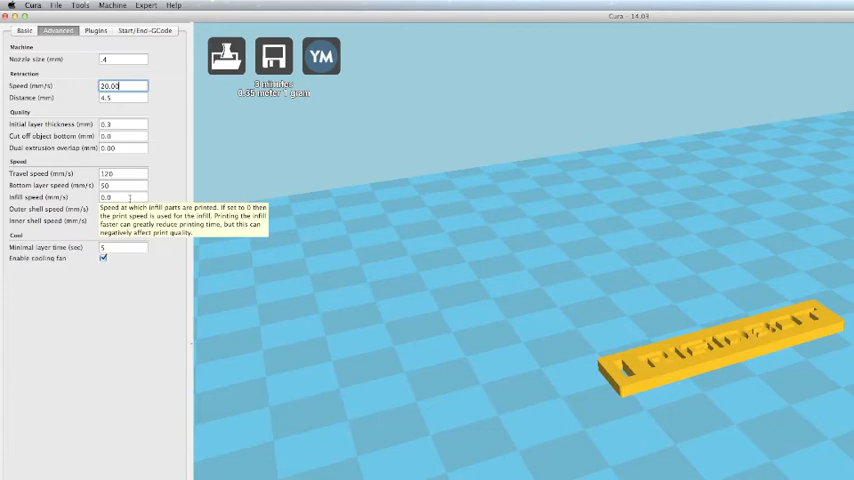 Cura File Tools Machine Expert Help
Cura - 14.03
Basic Advanced Plugins Start/End-GCode
Machine
Nozzle size (mm) .4
Retraction
Speed (mm/s) 20.00
Distance (mm) 4.5
Quality
Initial layer thickness (mm) 0.3
Cut off object bottom (mm) 0.0
Dual extrusion overlap (mm) 0.00
Speed
Travel speed (mm/s) 120
Bottom layer speed (mm/s) 50
Infill speed (mm/s) 0.0
Outer shell speed (mm/s)
Inner shell speed (mm/s)
Speed at which infill parts are printed. If set to 0 then
the print speed is used for the infill. Printing the infill
faster can greatly reduce printing time, but this can
negatively affect print quality.
Cool
Minimal layer time (sec) 5
Enable cooling fan
YM
3 minutes
0.35 meter 1 gram